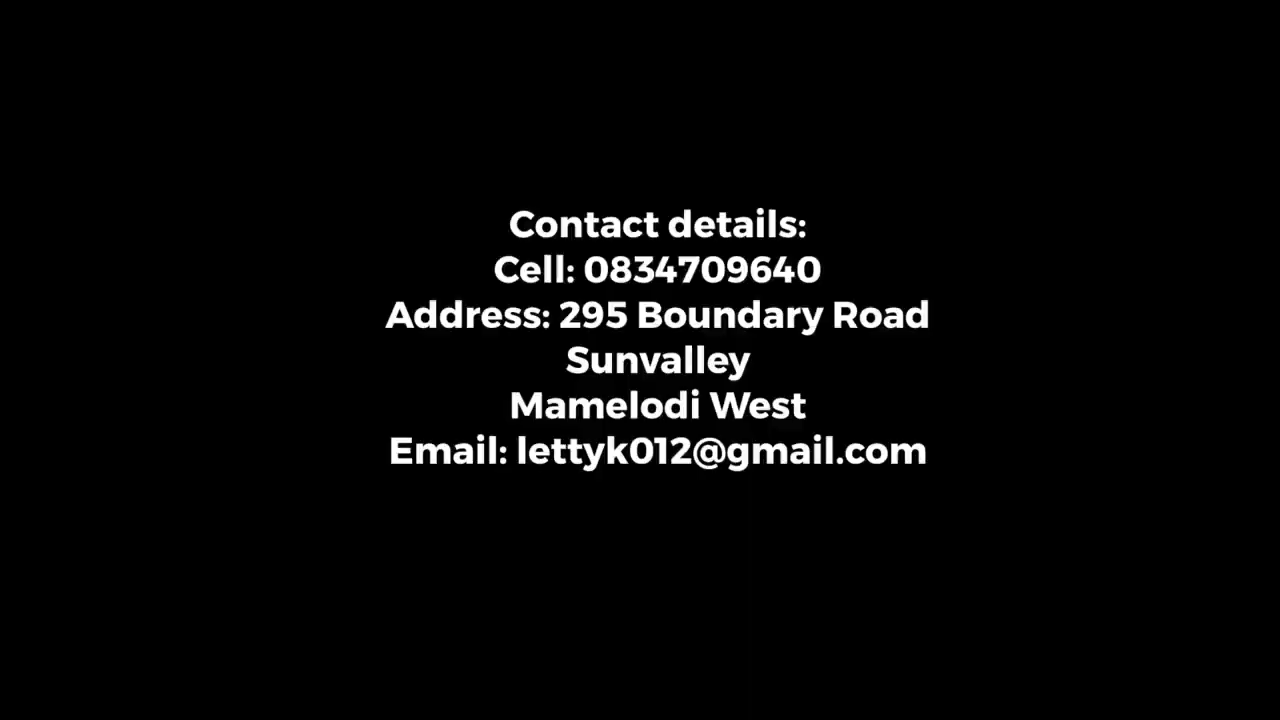 Contact details:
Cell: 0834709640
Address: 295 Boundary Road
Sunvalley
Mamelodi West
Email: lettyk012@gmail.com